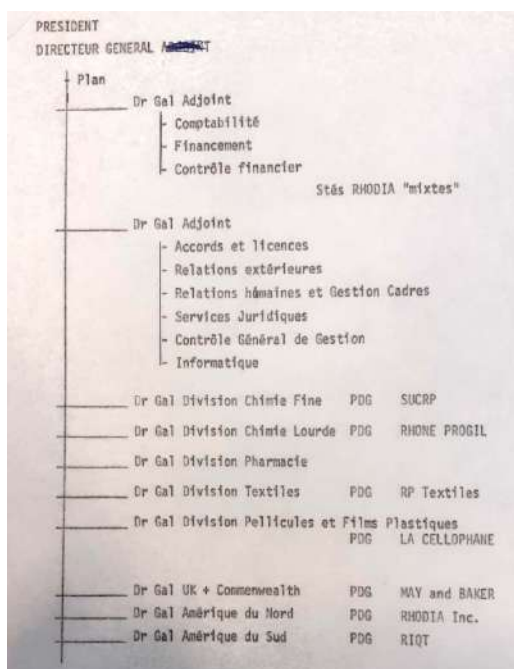 PRESIDENT
DIRECTEUR GENERAL
Plan
Dr Gal Adjoint
- Comptabilité
- Financement
- Contrôle financier
Stés RHODIA "mixtes"
Dr Gal Adjoint
- Accords et licences
- Relations extérieures
- Relations hûmaines et Gestion Cadres
- Services Juridiques
- Contrôle Général de Gestion
- Informatique
Dr Gal Division Chimie Fine PDG SUCRP
Dr Gal Division Chimie Lourde PDG RHONE PROGIL
Dr Gal Division Pharmacie
Dr Gal Division Textiles PDG RP Textiles
Dr Gal Division Pellicules et Films Plastiques
PDG LA CELLOPHANE
Dr Gal UK + Commenwealth PDG MAY and BAKER
Dr Gal Amérique du Nord PDG RHODIA Inc.
Dr Gal Amérique du Sud PDG RIQT